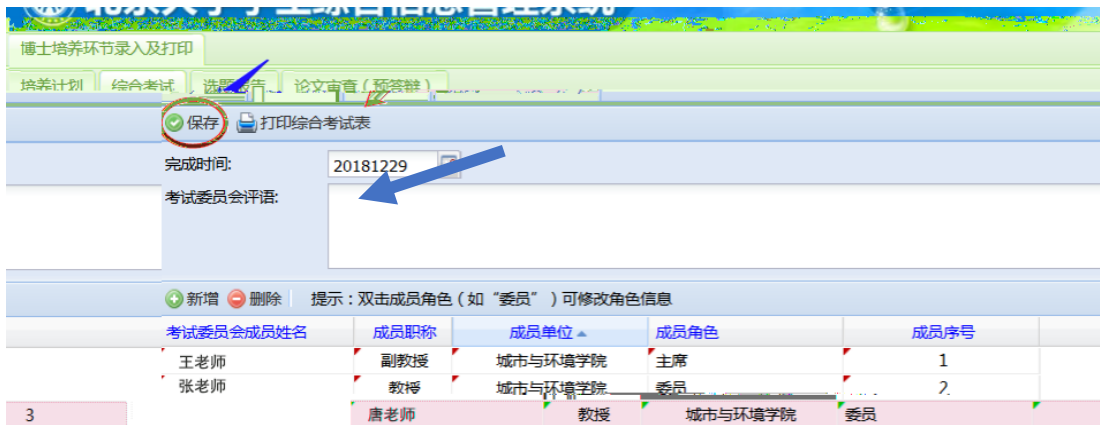 博士培养环节录入及打印
培养计划 综合考试 选题报告 论文审查（预答辩）
保存 打印综合考试表
完成时间: 20181229
考试委员会评语:
新增 删除 提示：双击成员角色（如“委员”）可修改角色信息
考试委员会成员姓名 成员职称 成员单位 成员角色 成员序号
王老师 副教授 城市与环境学院 主席 1
张老师 教授 城市与环境学院 委员 2
3 唐老师 教授 城市与环境学院 委员